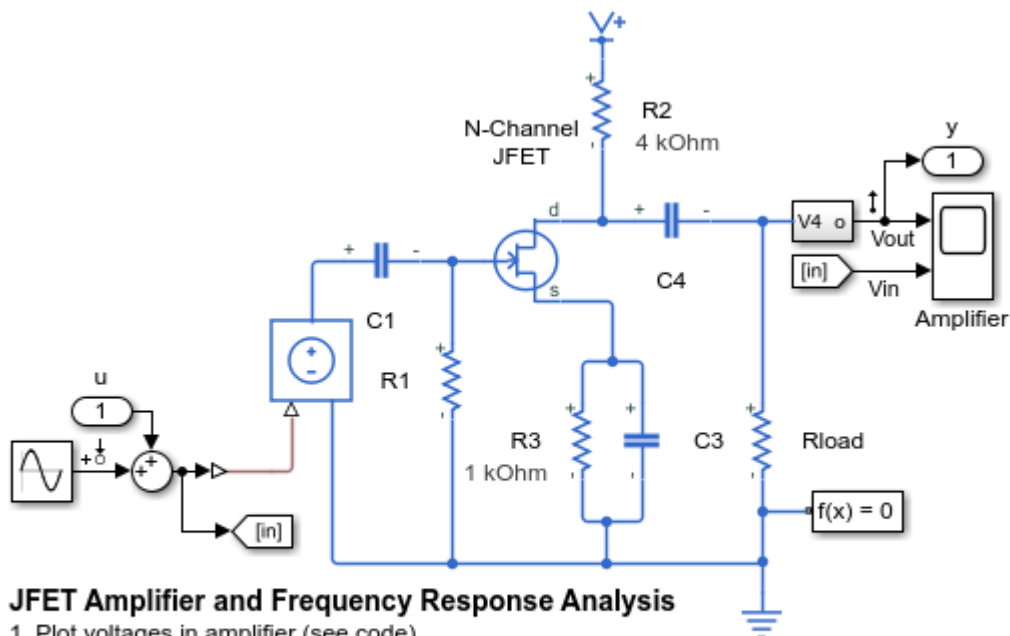 V+
+
R2
4 kOhm
-
N-Channel
JFET
y
1
d
+
-
V4 o
Vout
[in]
Vin
Amplifier
+
-
C4
s
C1
+
-
+
R1
-
u
1
+
+
+
[in]
+
R3
1 kOhm
-
+
-
C3
+
Rload
-
f(x) = 0
JFET Amplifier and Frequency Response Analysis
1. Plot voltages in amplifier (see code)